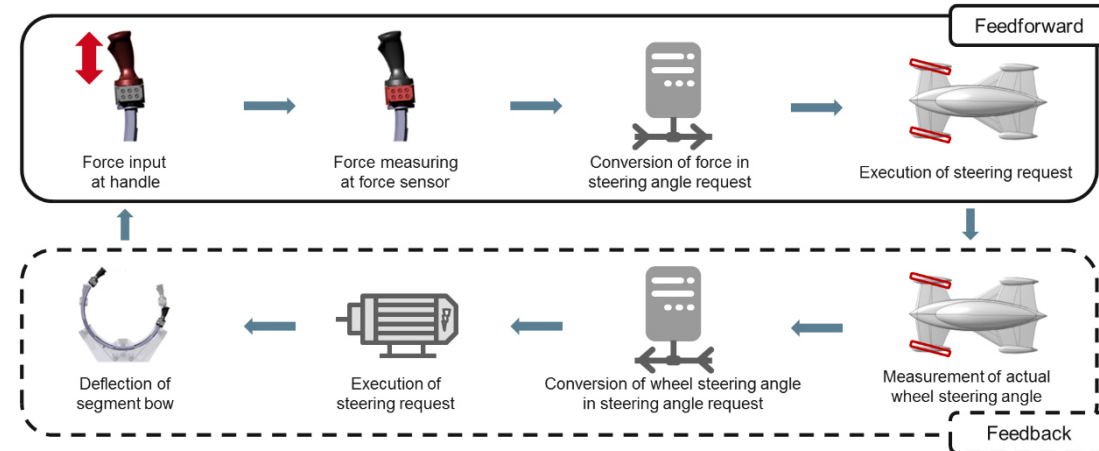 Feedforward
Force input
at handle
Force measuring
at force sensor
Conversion of force in
steering angle request
Execution of steering request
Deflection of
segment bow
Execution of
steering request
Conversion of wheel steering angle
in steering angle request
Measurement of actual
wheel steering angle
Feedback